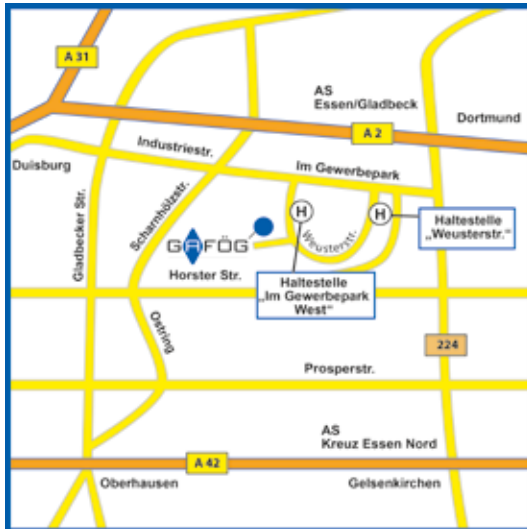 A 31
AS
Essen/Gladbeck
Dortmund
A 2
Industriestr.
Duisburg
Im Gewerbepark
Gladbecker Str.
Scharnhölzstr.
H
H
Weusterstr.
Haltestelle
„Weusterstr.“
GAFÖG
Horster Str.
Haltestelle
„Im Gewerbepark
West“
Ostring
224
Prosperstr.
AS
Kreuz Essen Nord
A 42
Oberhausen
Gelsenkirchen